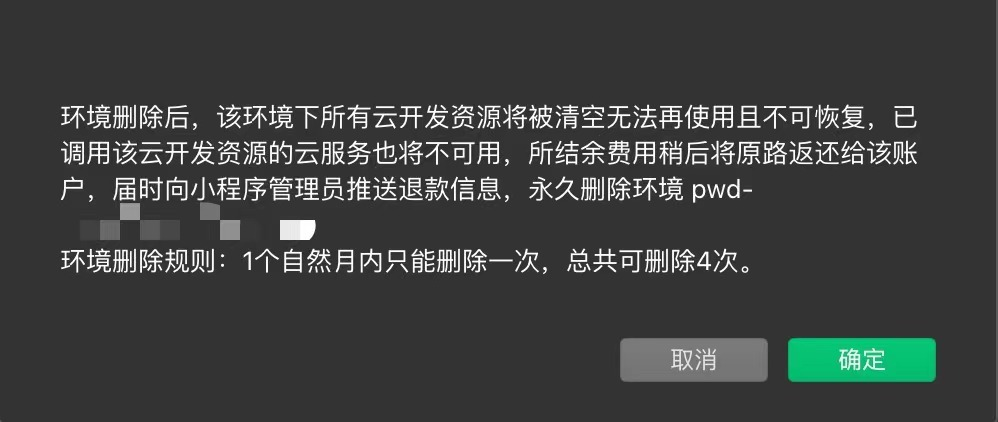 环境删除后，该环境下所有云开发资源将被清空无法再使用且不可恢复，已
调用该云开发资源的云服务也将不可用，所结余费用稍后将原路返还给该账
户，届时向小程序管理员推送退款信息，永久删除环境 pwd-
环境删除规则：1个自然月内只能删除一次，总共可删除4次。
取消
确定